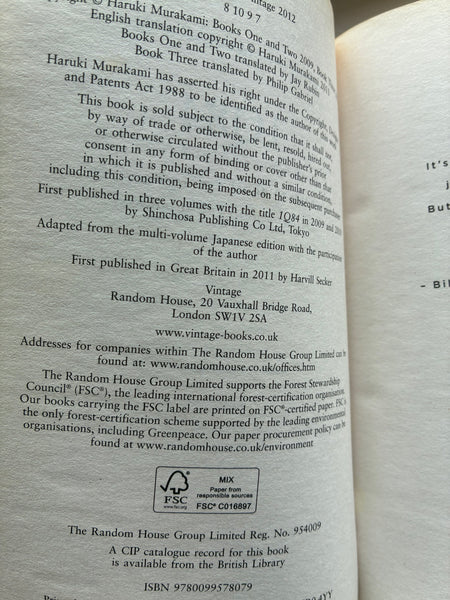 Vintage 2012
8 10 9 7
© Haruki Murakami: Books One and Two 2009, Book Three
English translation copyright © Haruki Murakami 2011
Books One and Two translated by Jay Rubin
Book Three translated by Philip Gabriel
Haruki Murakami has asserted his right under the Copyright, Designs
and Patents Act 1988 to be identified as the author of this work
This book is sold subject to the condition that it shall not,
by way of trade or otherwise, be lent, resold, hired out,
or otherwise circulated without the publisher's prior
consent in any form of binding or cover other than that
in which it is published and without a similar condition,
including this condition, being imposed on the subsequent purchaser
First published in three volumes with the title 1Q84 in 2009 and 2010
by Shinchosa Publishing Co Ltd, Tokyo
Adapted from the multi-volume Japanese edition with the participation
of the author
First published in Great Britain in 2011 by Harvill Secker
Vintage
Random House, 20 Vauxhall Bridge Road,
London SW1V 2SA
www.vintage-books.co.uk
Addresses for companies within The Random House Group Limited can be
found at: www.randomhouse.co.uk/offices.htm
The Random House Group Limited supports the Forest Stewardship
Council® (FSC®), the leading international forest-certification organisation.
Our books carrying the FSC label are printed on FSC®-certified paper. FSC is
the only forest-certification scheme supported by the leading environmental
organisations, including Greenpeace. Our paper procurement policy can be
found at www.randomhouse.co.uk/environment
FSC
www.fsc.org
MIX
Paper from
responsible sources
FSC® C016897
The Random House Group Limited Reg. No. 954009
A CIP catalogue record for this book
is available from the British Library
ISBN 9780099578079
It's
But
– Bil